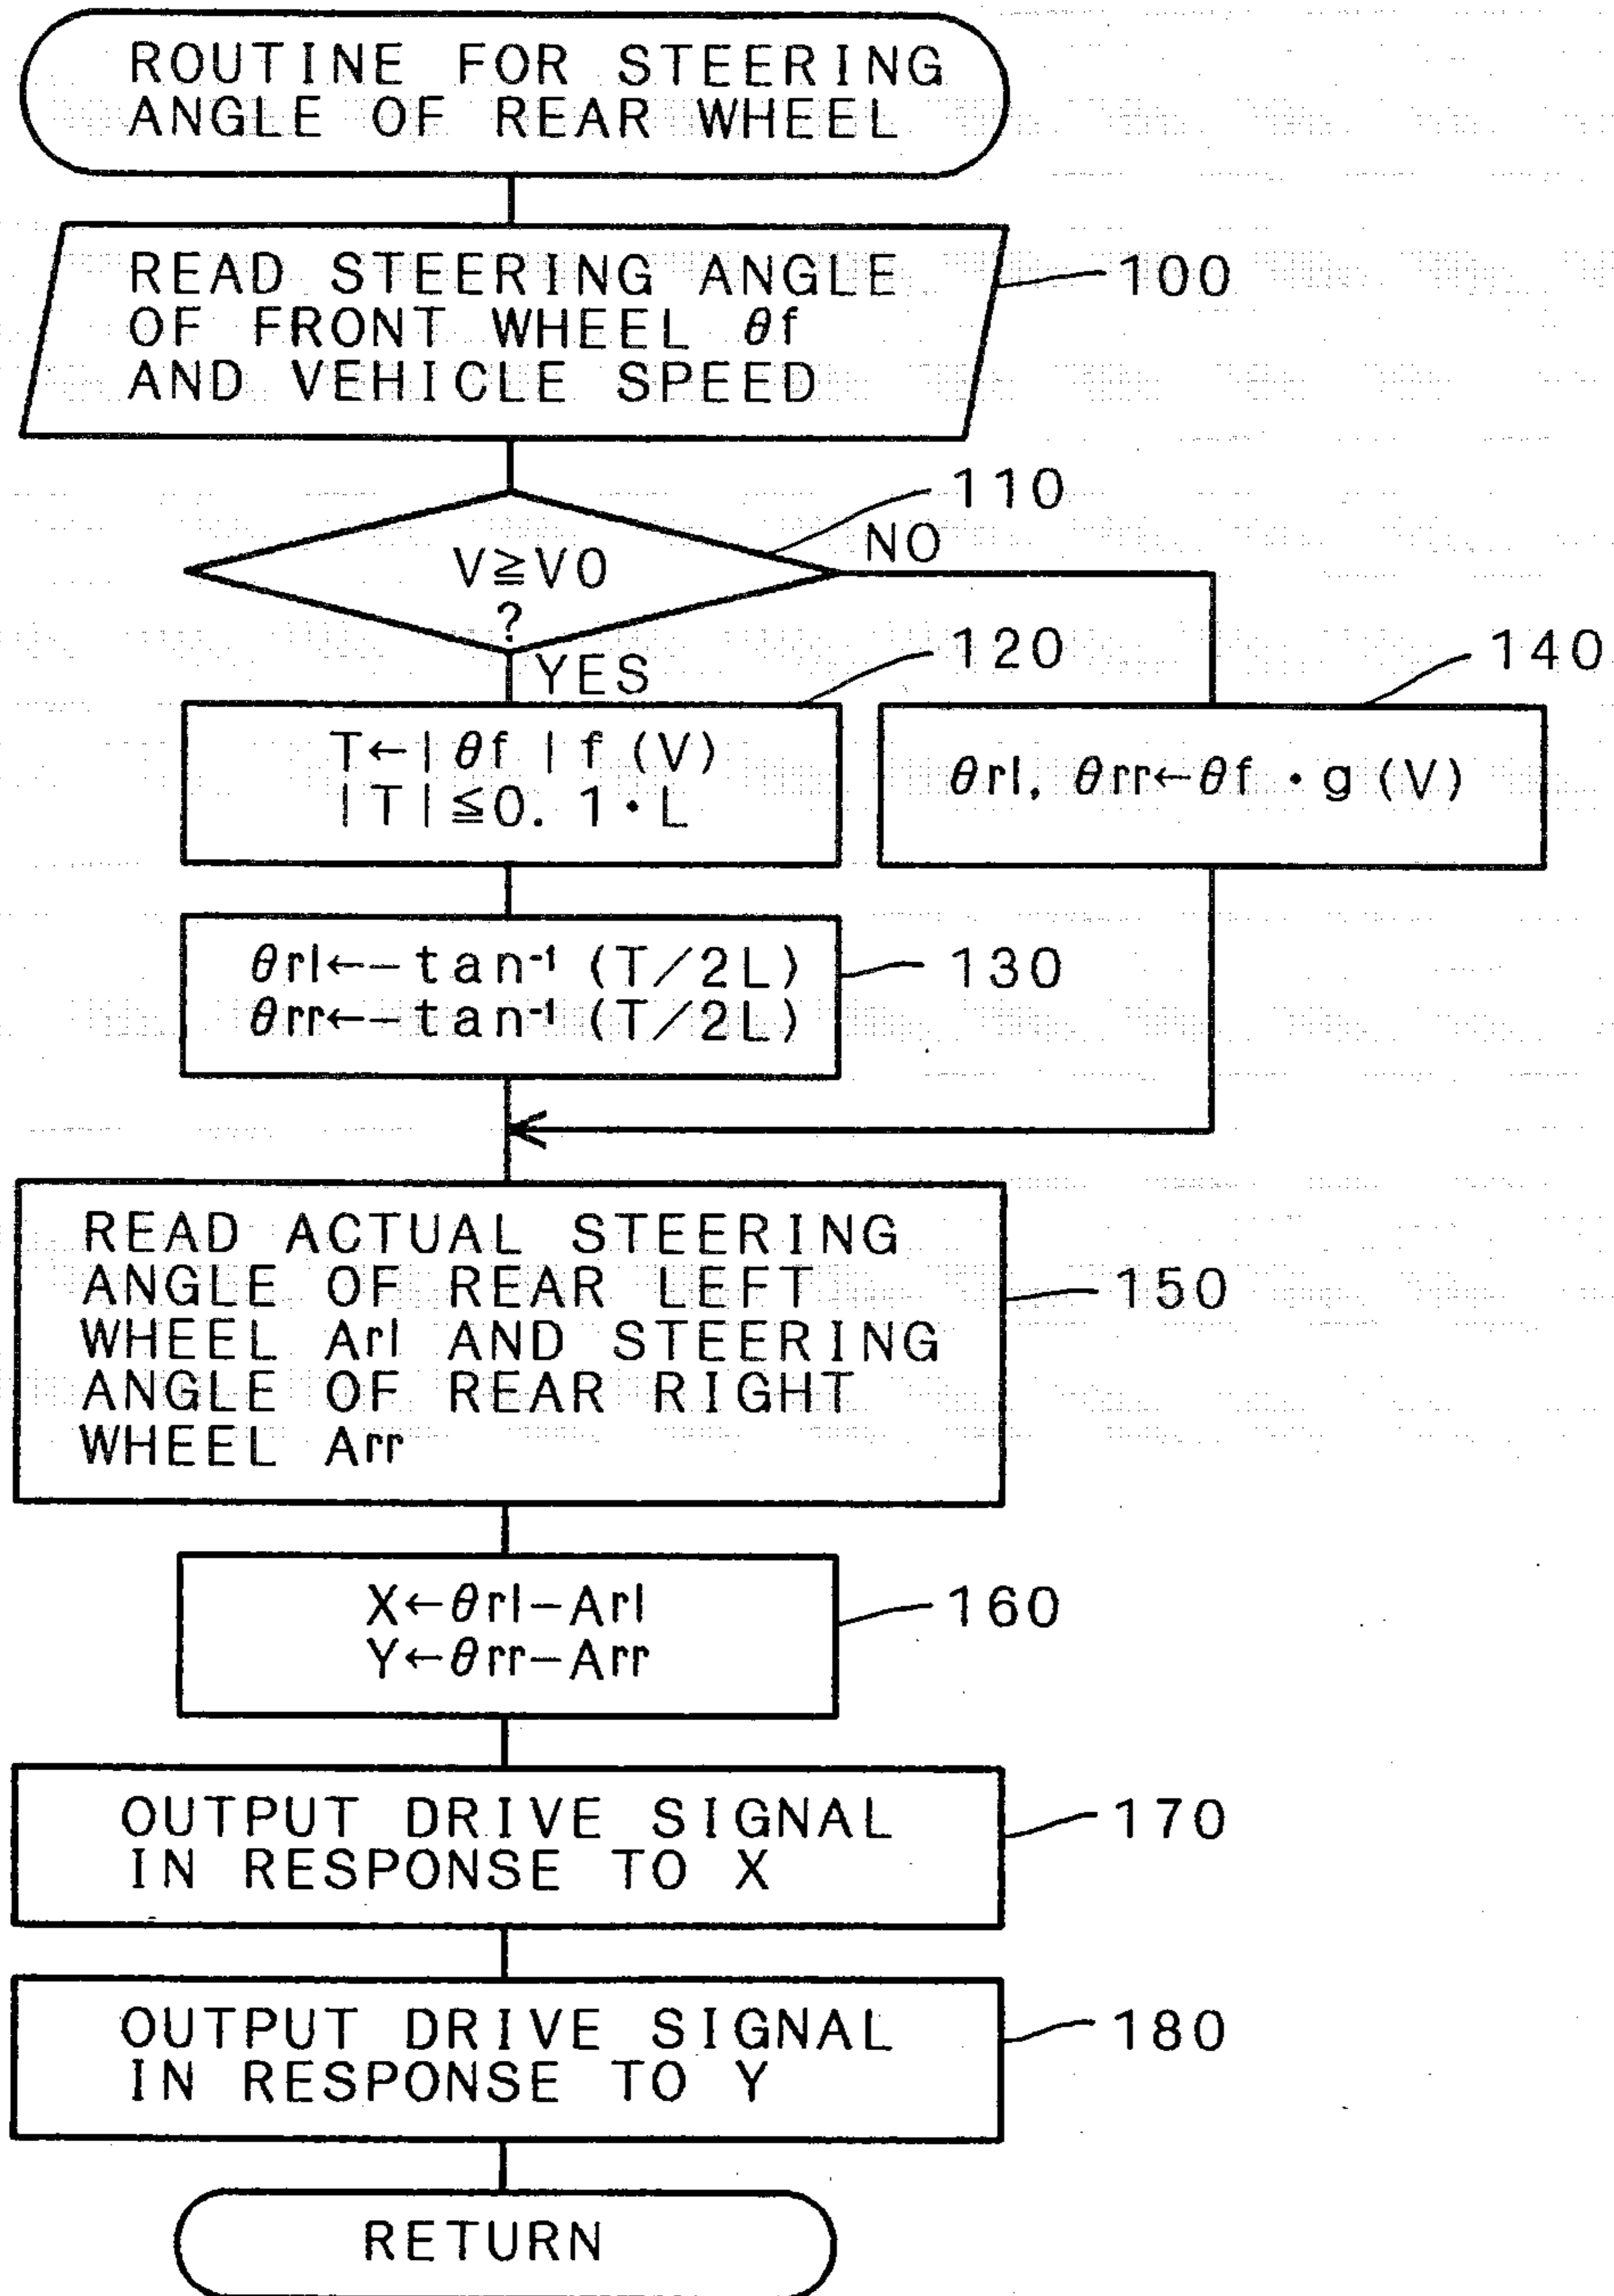 ROUTINE FOR STEERING
ANGLE OF REAR WHEEL
READ STEERING ANGLE
OF FRONT WHEEL θf
AND VEHICLE SPEED
100
110
V≧V0
?
NO
YES
120
T←|θf|f(V)
|T|≦0.1・L
140
θrl, θrr←θf・g(V)
θrl←−tan⁻¹(T/2L)
θrr←−tan⁻¹(T/2L)
130
READ ACTUAL STEERING
ANGLE OF REAR LEFT
WHEEL Arl AND STEERING
ANGLE OF REAR RIGHT
WHEEL Arr
150
X←θrl−Arl
Y←θrr−Arr
160
OUTPUT DRIVE SIGNAL
IN RESPONSE TO X
170
OUTPUT DRIVE SIGNAL
IN RESPONSE TO Y
180
RETURN